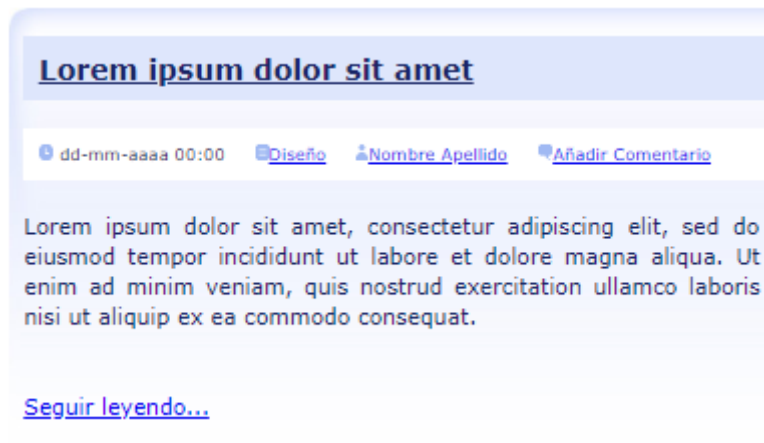 Lorem ipsum dolor sit amet
dd-mm-aaaa 00:00 Diseño Nombre Apellido Añadir Comentario
Lorem ipsum dolor sit amet, consectetur adipiscing elit, sed do
eiusmod tempor incididunt ut labore et dolore magna aliqua. Ut
enim ad minim veniam, quis nostrud exercitation ullamco laboris
nisi ut aliquip ex ea commodo consequat.
Seguir leyendo...